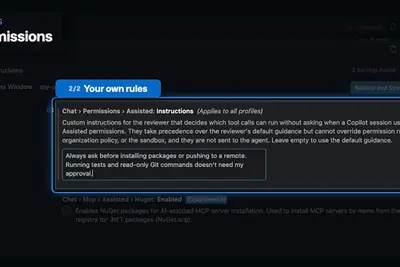 missions
2/2 Your own rules
2 Settings Found
Chat › Permissions › Assisted: Instructions (Applies to all profiles)
Custom instructions for the reviewer that decides which tool calls can run without asking when a Copilot session us
Assisted permissions. They take precedence over the reviewer's default guidance but cannot override permission ru
organization policy, or the sandbox, and they are not sent to the agent. Leave empty to use the default guidance.
Always ask before installing packages or pushing to a remote.
Running tests and read-only Git commands doesn't need my
approval.
Chat › Mcp › Assisted › Nuget: Enabled
Enables NuGet packages for AI-assisted MCP server installation. Used to install MCP servers by name from the
registry for .NET packages (NuGet.org).